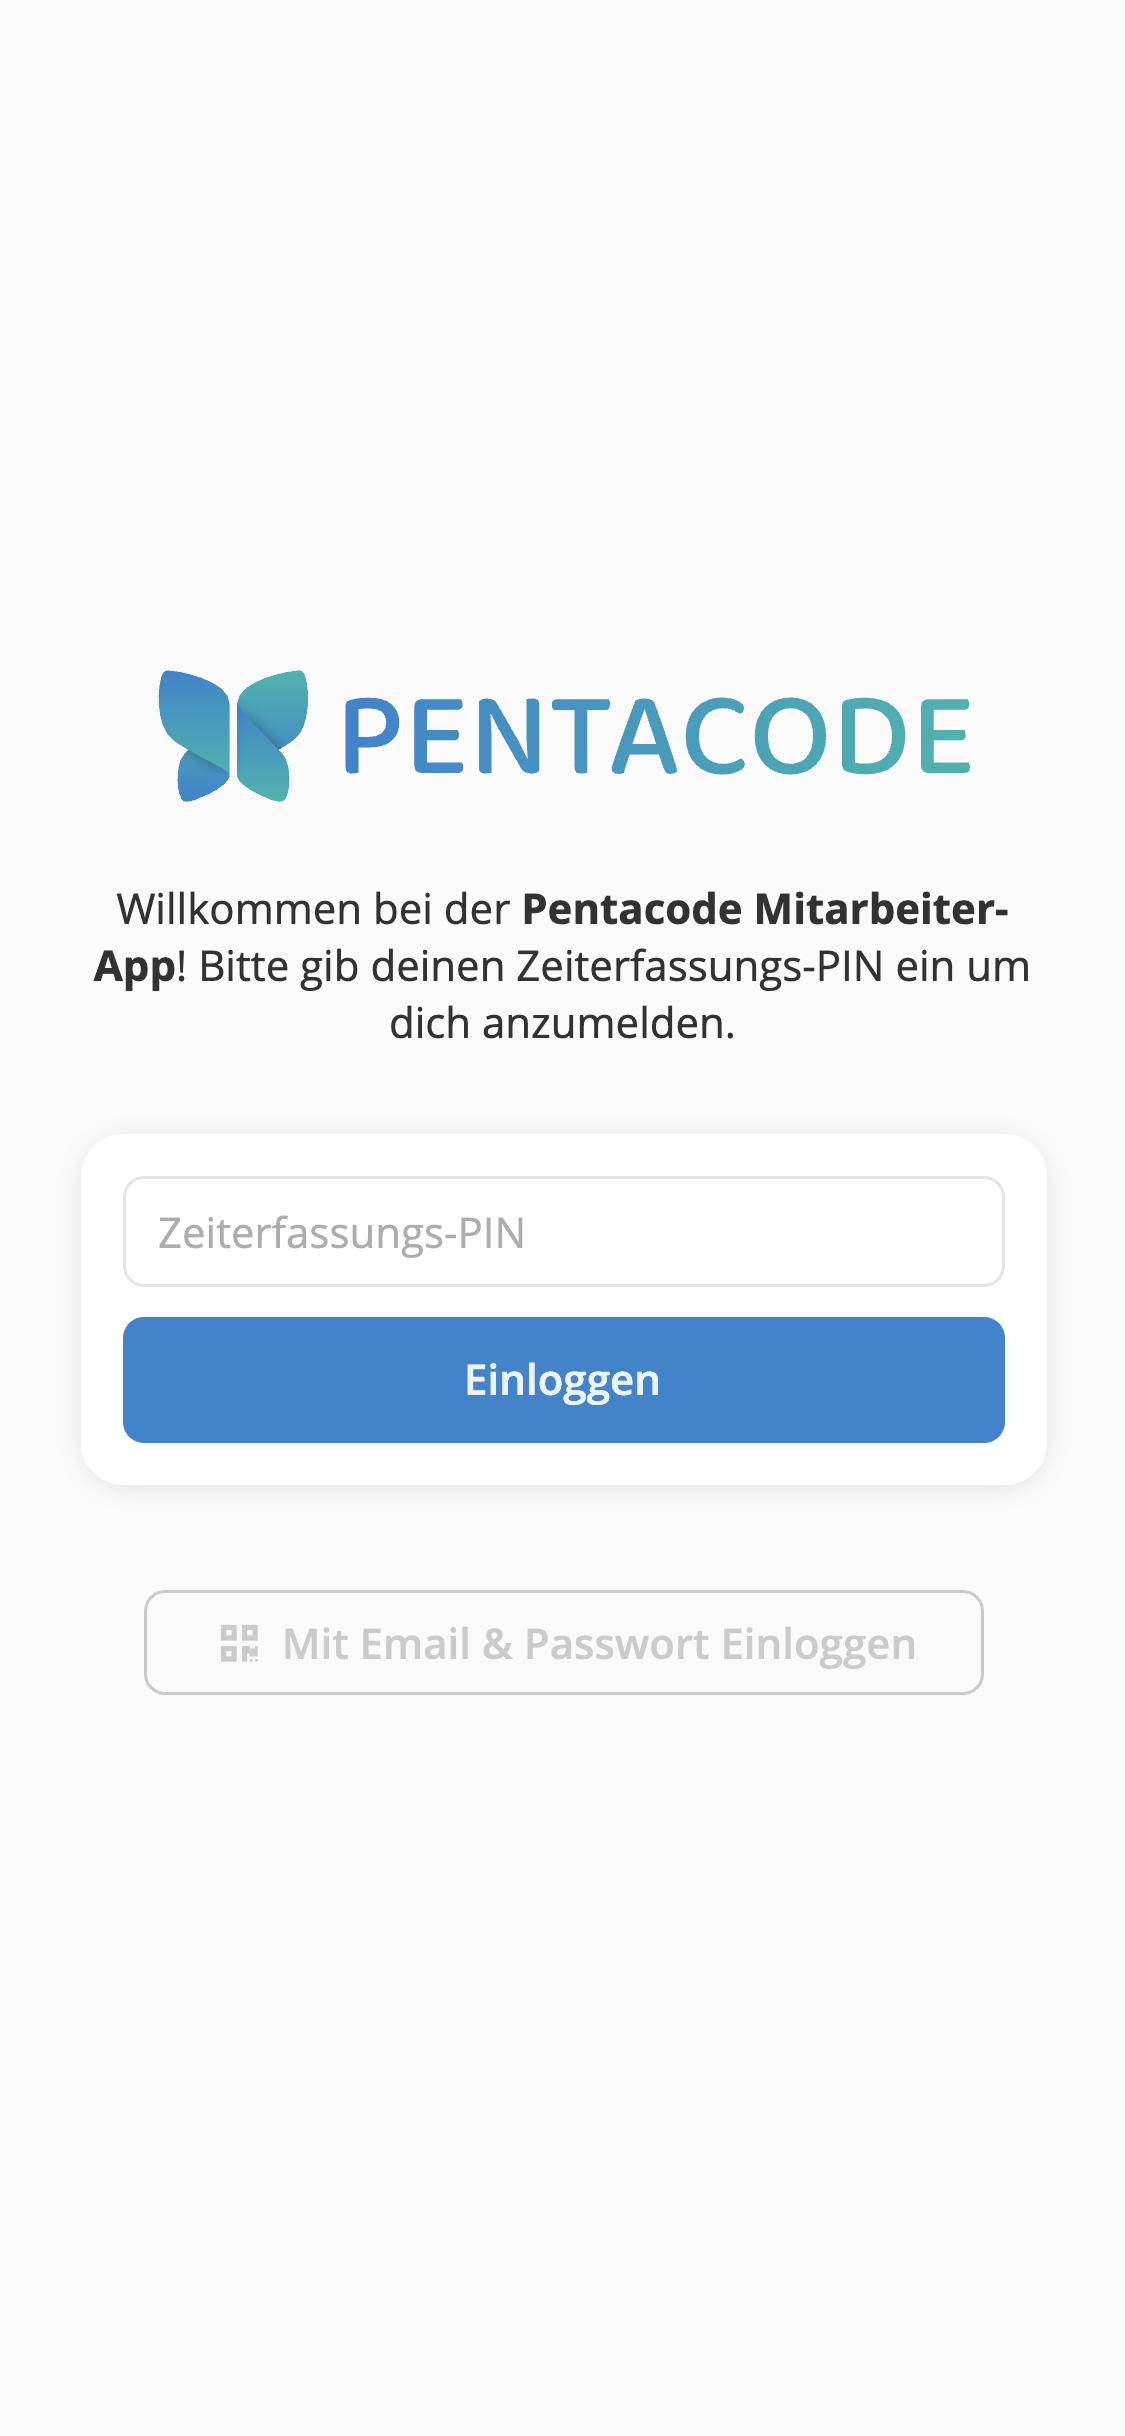 PENTACODE
Willkommen bei der Pentacode Mitarbeiter-
App! Bitte gib deinen Zeiterfassungs-PIN ein um
dich anzumelden.
Zeiterfassungs-PIN
Einloggen
Mit Email & Passwort Einloggen